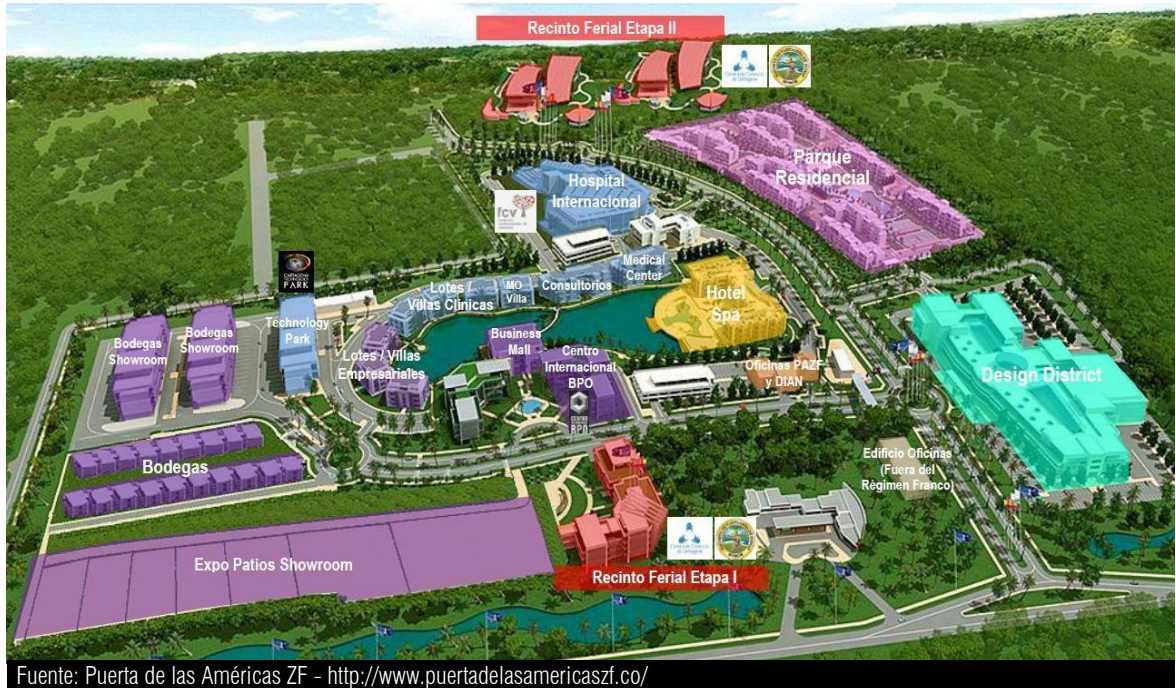 Recinto Ferial Etapa II
Parque
Residencial
Hospital
Internacional
fcv
Medical
Center
CARTAGENA
TECHNOLOGY
PARK
Lotes /
Villas Clínicas
MO
Villa
Consultorios
Hotel
Spa
Bodegas
Showroom
Bodegas
Showroom
Technology
Park
Business
Mall
Lotes / Villas
Empresariales
Centro
Internacional
BPO
Oficinas PAZF
y DIAN
Design District
BPO
Edificio Oficinas
(Fuera del
Régimen Franco)
Bodegas
Expo Patios Showroom
Recinto Ferial Etapa I
Fuente: Puerta de las Américas ZF - http://www.puertadelasamericaszf.co/